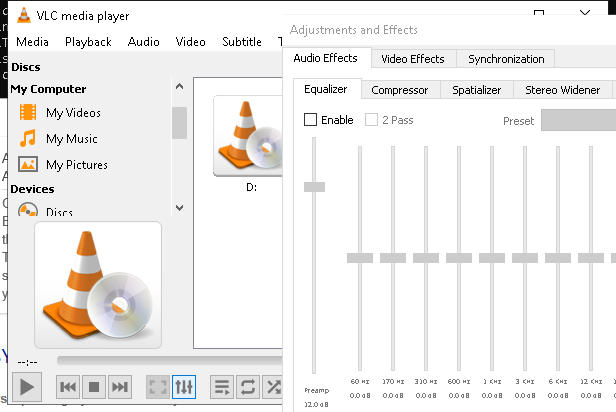 VLC media player
Media Playback Audio Video Subtitle T
Discs
My Computer
My Videos
My Music
My Pictures
Devices
Discs
D:
--:--
Adjustments and Effects
Audio Effects Video Effects Synchronization
Equalizer Compressor Spatializer Stereo Widener
Enable 2 Pass Preset
60 Hz 170 Hz 310 Hz 600 Hz 1 KHz 3 KHz 6 KHz 12 KHz
0.0 dB 0.0 dB 0.0 dB 0.0 dB 0.0 dB 0.0 dB 0.0 dB 0.0 dB
Preamp
12.0 dB